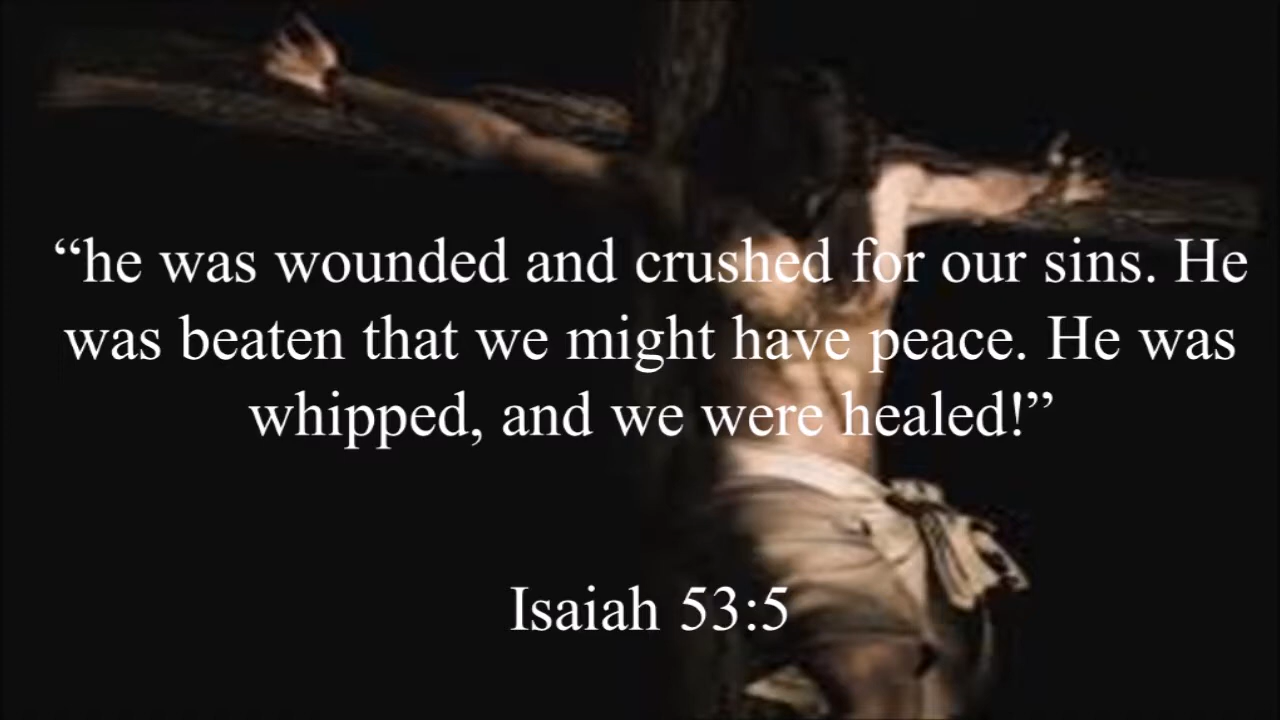 “he was wounded and crushed for our sins. He
was beaten that we might have peace. He was
whipped, and we were healed!”
Isaiah 53:5